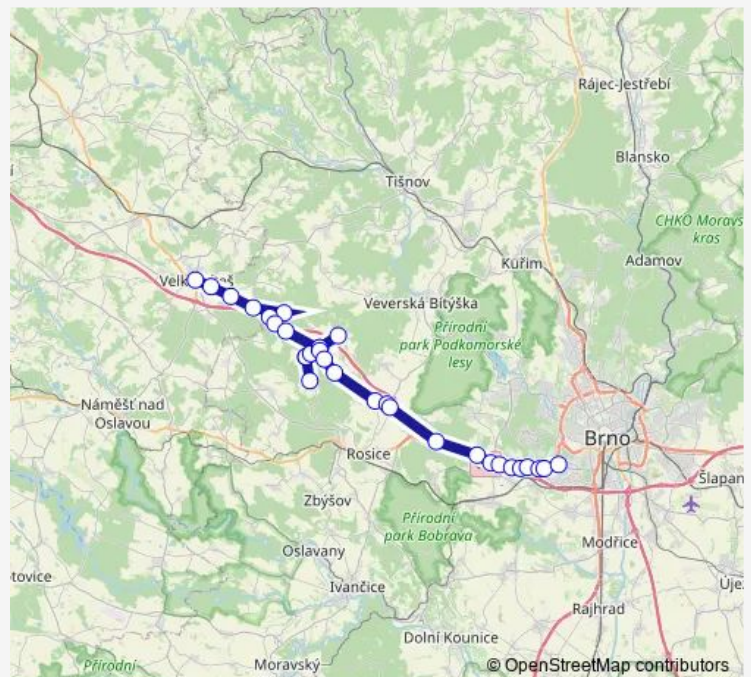 Rájec-Jestřebí
Blansko
Tišnov
CHKO Moravs
kras
Kuřim
Adamov
Veverská Bítýška
Přírodní
park Podkomorské
lesy
Náměšť nad
Oslavou
Brno
Rosice
Šlapan
Zbýšov
Přírodní
park Bobrava
Modřice
Oslavany
Ivančice
Rajhrad
Dolní Kounice
Moravský
Přírodní
© OpenStreetMap contributors